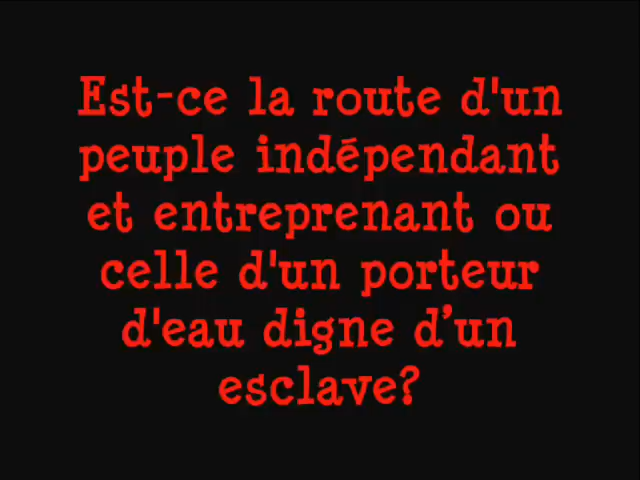 Est-ce la route d'un
peuple indépendant
et entreprenant ou
celle d'un porteur
d'eau digne d’un
esclave?